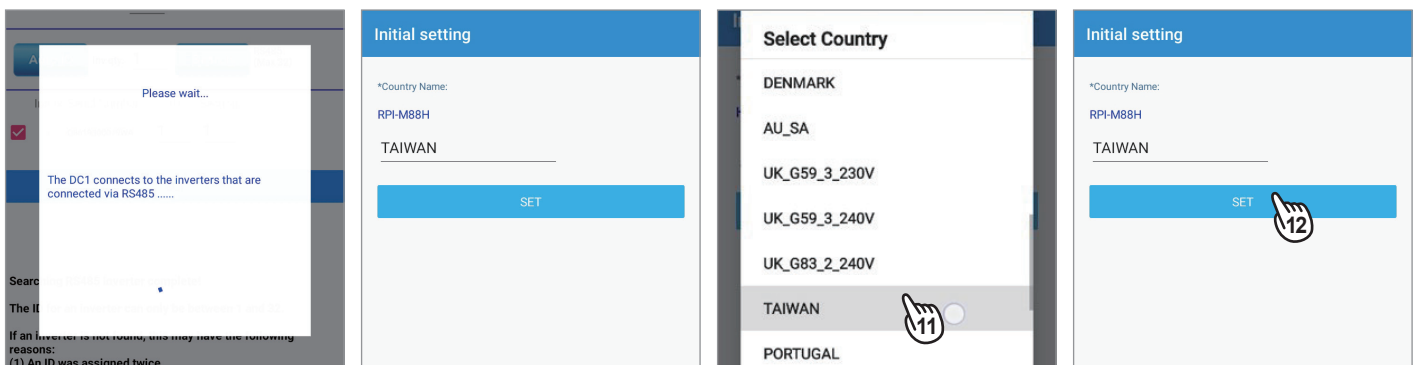 Please wait...
The DC1 connects to the inverters that are
connected via RS485 ......
Searc
The I
If an inverter is not found, this may have the following
reasons:
(1) An ID was assigned twice
Initial setting
*Country Name:
RPI-M88H
TAIWAN
SET
Select Country
DENMARK
AU_SA
UK_G59_3_230V
UK_G59_3_240V
UK_G83_2_240V
TAIWAN
11
PORTUGAL
Initial setting
*Country Name:
RPI-M88H
TAIWAN
SET
12